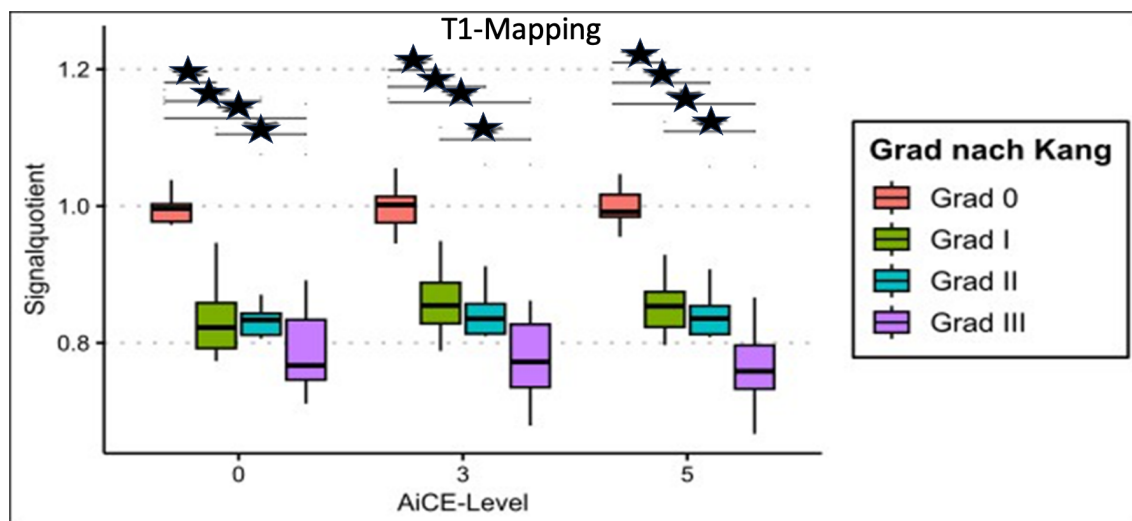 T1-Mapping
Signalquotient
1.2
1.0
0.8
0
3
5
AiCE-Level
Grad nach Kang
Grad 0
Grad I
Grad II
Grad III